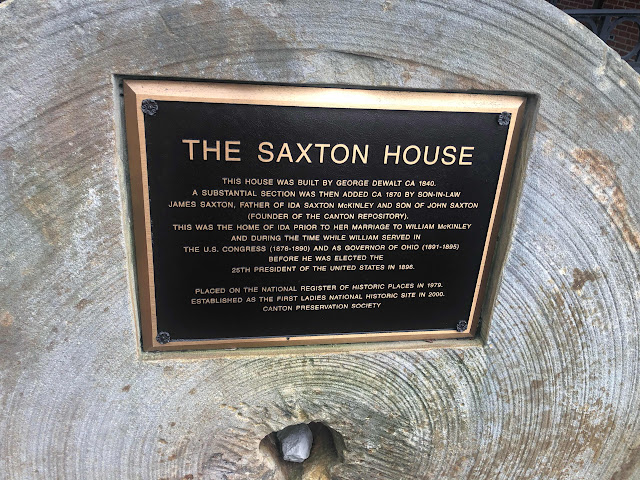 THE SAXTON HOUSE
THIS HOUSE WAS BUILT BY GEORGE DEWALT CA 1840.
A SUBSTANTIAL SECTION WAS THEN ADDED CA 1870 BY SON-IN-LAW
JAMES SAXTON, FATHER OF IDA SAXTON McKINLEY AND SON OF JOHN SAXTON
(FOUNDER OF THE CANTON REPOSITORY).
THIS WAS THE HOME OF IDA PRIOR TO HER MARRIAGE TO WILLIAM McKINLEY
AND DURING THE TIME WHILE WILLIAM SERVED IN
THE U.S. CONGRESS (1876-1890) AND AS GOVERNOR OF OHIO (1891-1895)
BEFORE HE WAS ELECTED THE
25TH PRESIDENT OF THE UNITED STATES IN 1896.
PLACED ON THE NATIONAL REGISTER OF HISTORIC PLACES IN 1979.
ESTABLISHED AS THE FIRST LADIES NATIONAL HISTORIC SITE IN 2000.
CANTON PRESERVATION SOCIETY